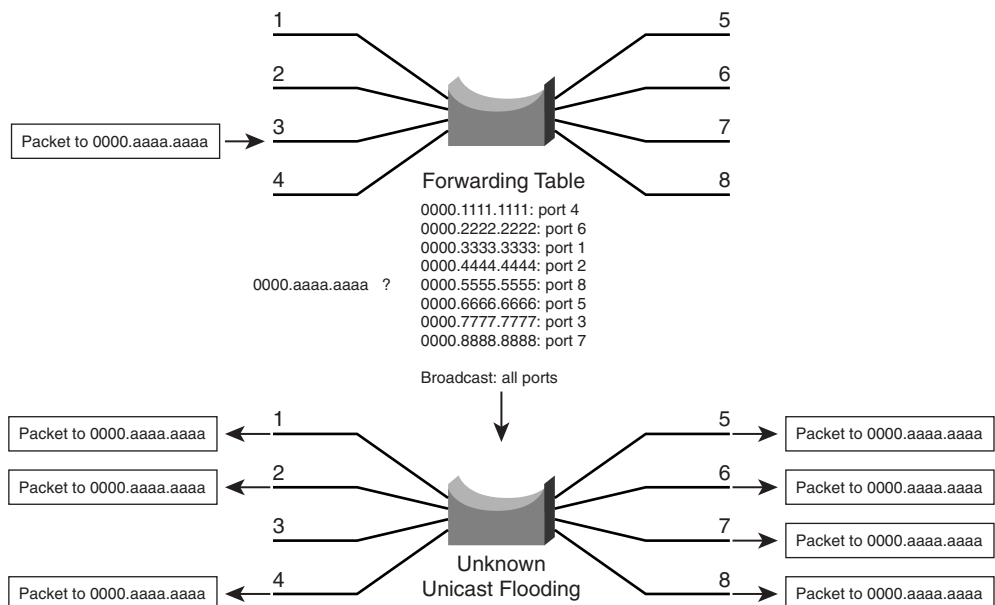 1
5
2
6
Packet to 0000.aaaa.aaaa
3
7
4
8
Forwarding Table
0000.1111.1111: port 4
0000.2222.2222: port 6
0000.3333.3333: port 1
0000.4444.4444: port 2
0000.aaaa.aaaa ?
0000.5555.5555: port 8
0000.6666.6666: port 5
0000.7777.7777: port 3
0000.8888.8888: port 7
Broadcast: all ports
Packet to 0000.aaaa.aaaa
1
5
Packet to 0000.aaaa.aaaa
Packet to 0000.aaaa.aaaa
2
6
Packet to 0000.aaaa.aaaa
3
7
Packet to 0000.aaaa.aaaa
Packet to 0000.aaaa.aaaa
4
Unknown
Unicast Flooding
8
Packet to 0000.aaaa.aaaa